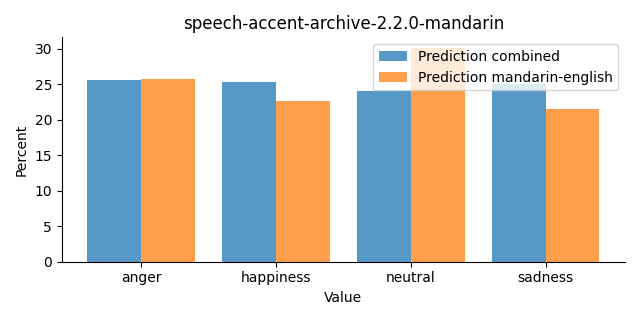 speech-accent-archive-2.2.0-mandarin
Prediction combined
Prediction mandarin-english
Percent
30
25
20
15
10
5
0
anger happiness neutral sadness
Value